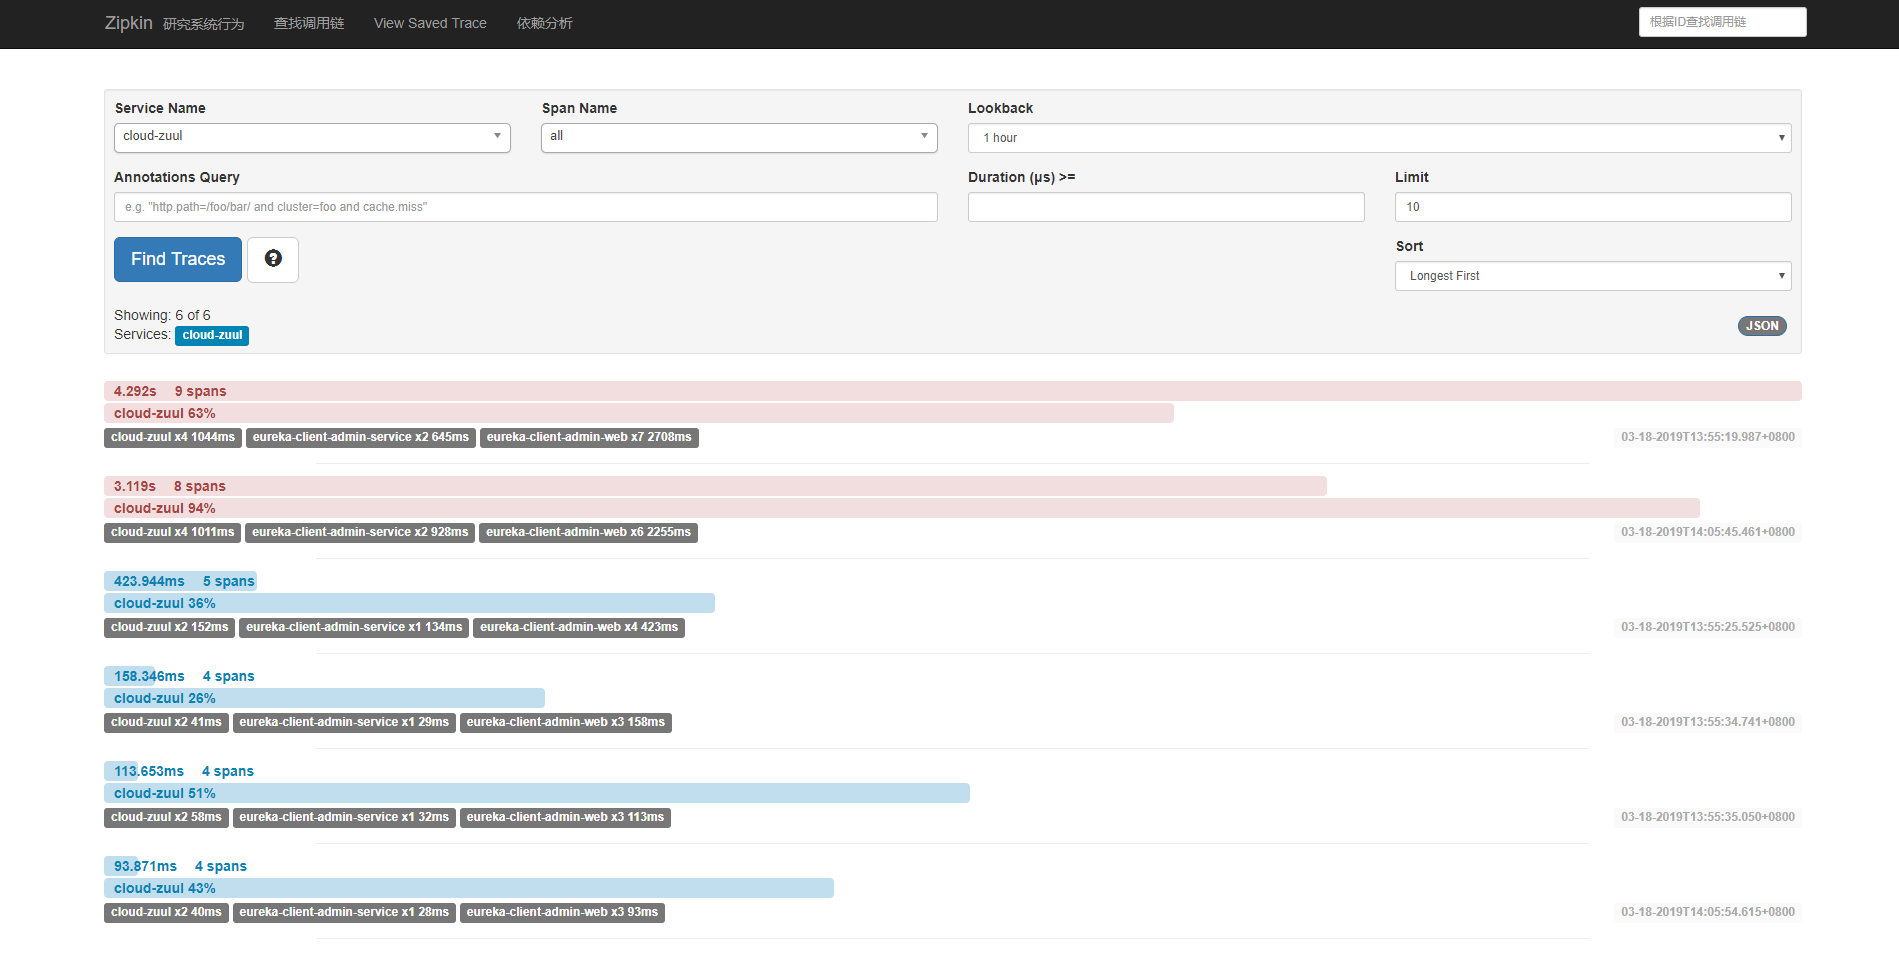 Zipkin 研究系统行为 查找调用链 View Saved Trace 依赖分析 根据ID查找调用链
Service Name Span Name Lookback
cloud-zuul all 1 hour
Annotations Query Duration (μs) >= Limit
e.g. "http.path=/foo/bar/ and cluster=foo and cache.miss" 10
Find Traces ? Sort
Longest First
Showing: 6 of 6
Services: cloud-zuul JSON
4.292s 9 spans
cloud-zuul 63%
cloud-zuul x4 1044ms eureka-client-admin-service x2 645ms eureka-client-admin-web x7 2708ms 03-18-2019T13:55:19.987+0800
3.119s 8 spans
cloud-zuul 94%
cloud-zuul x4 1011ms eureka-client-admin-service x2 928ms eureka-client-admin-web x6 2255ms 03-18-2019T14:05:45.461+0800
423.944ms 5 spans
cloud-zuul 36%
cloud-zuul x2 152ms eureka-client-admin-service x1 134ms eureka-client-admin-web x4 423ms 03-18-2019T13:55:25.525+0800
158.346ms 4 spans
cloud-zuul 26%
cloud-zuul x2 41ms eureka-client-admin-service x1 29ms eureka-client-admin-web x3 158ms 03-18-2019T13:55:34.741+0800
113.653ms 4 spans
cloud-zuul 51%
cloud-zuul x2 58ms eureka-client-admin-service x1 32ms eureka-client-admin-web x3 113ms 03-18-2019T13:55:35.050+0800
93.871ms 4 spans
cloud-zuul 43%
cloud-zuul x2 40ms eureka-client-admin-service x1 28ms eureka-client-admin-web x3 93ms 03-18-2019T14:05:54.615+0800